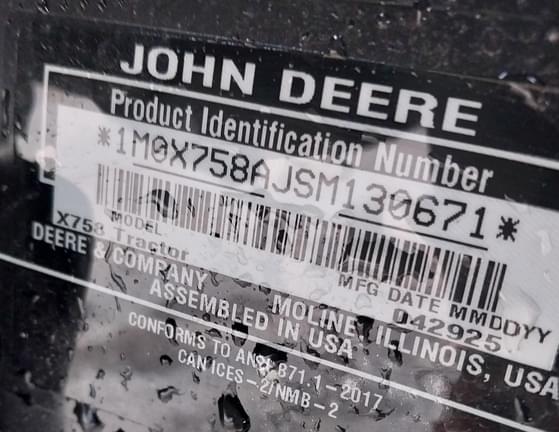 JOHN DEERE
Product Identification Number
*1M0X758AJSM130671*
MODEL
X758 Tractor
MFG DATE MMDDYY
042925
DEERE & COMPANY MOLINE, ILLINOIS, USA
ASSEMBLED IN USA
CONFORMS TO ANSI B71.1-2017
CAN ICES-2/NMB-2